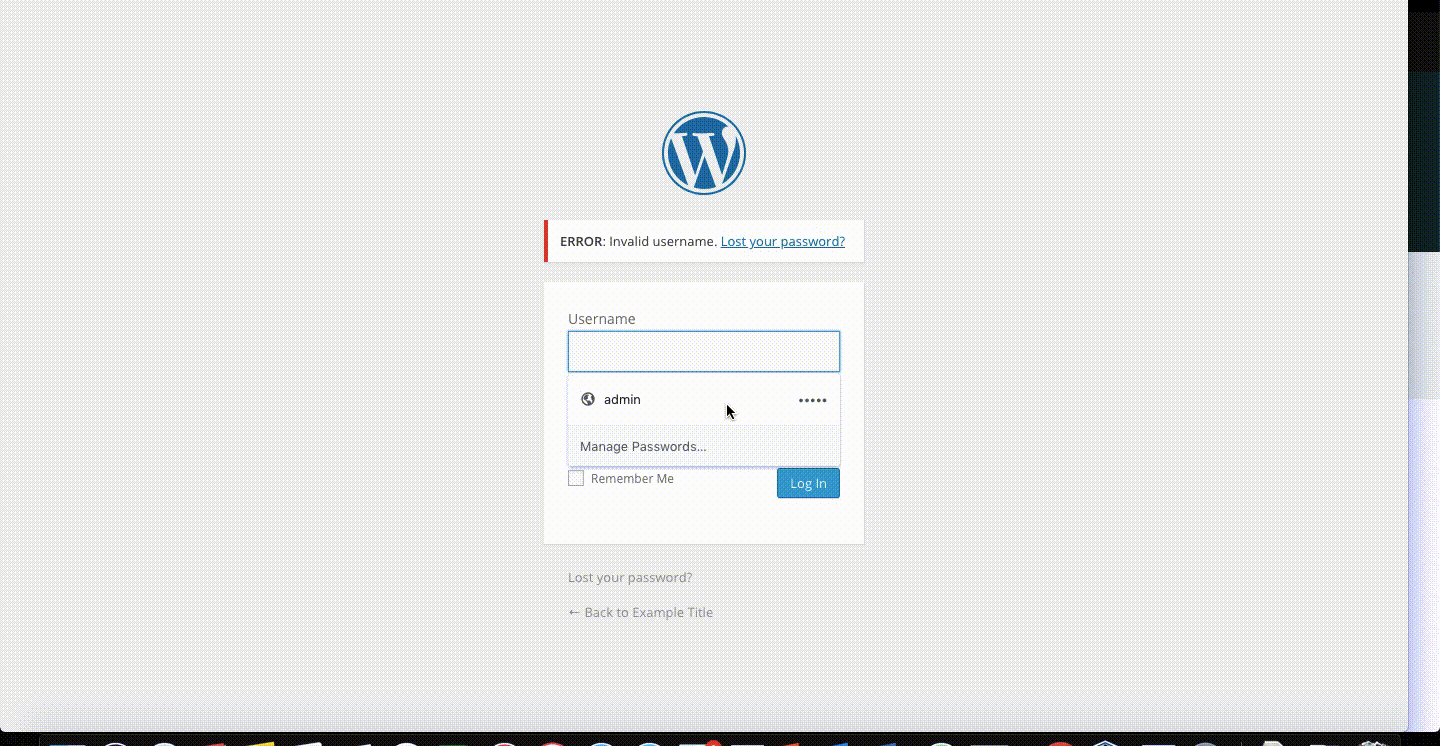 ERROR: Invalid username. Lost your password?
Username
admin •••••
Manage Passwords...
Remember Me
Log In
Lost your password?
← Back to Example Title